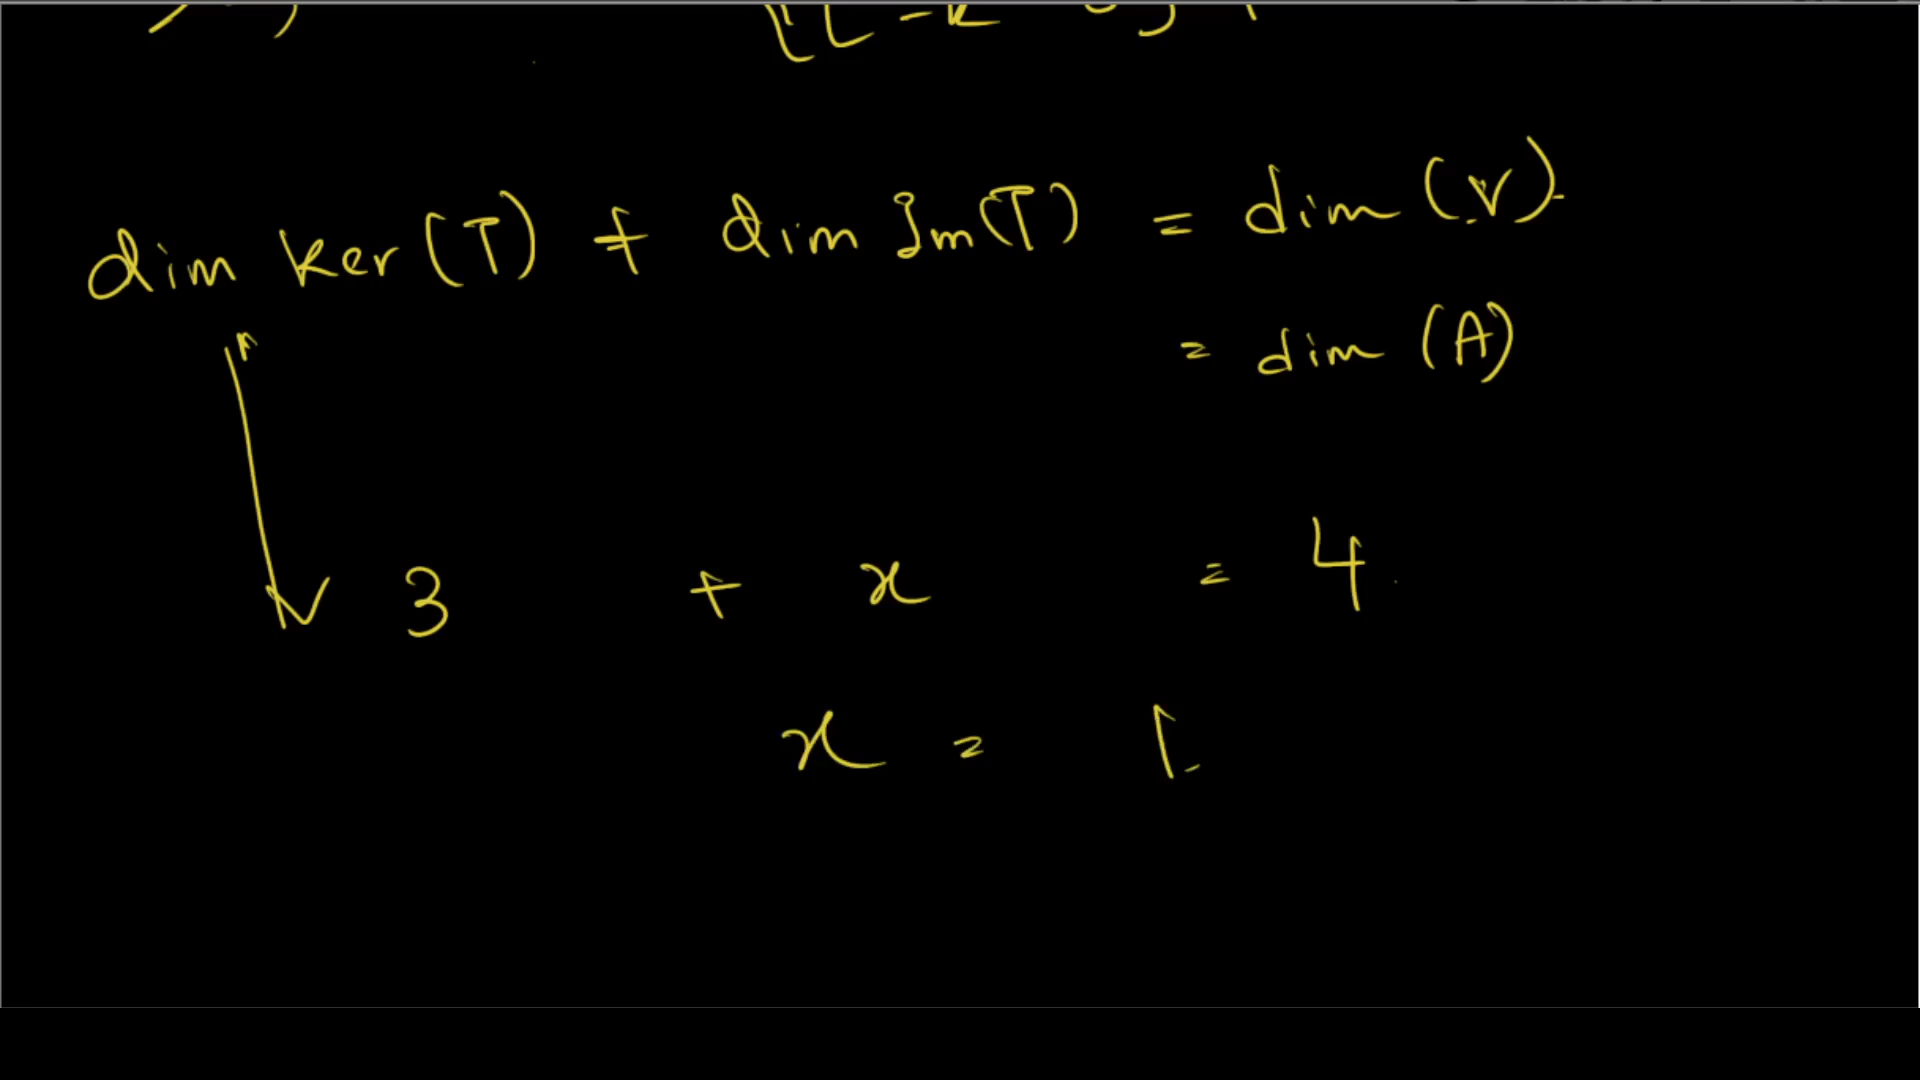 dim ker (T) + dim Im(T) = dim (V)
= dim (A)
3 + x = 4
x = 1